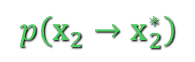 p(x₂ → x₂*)